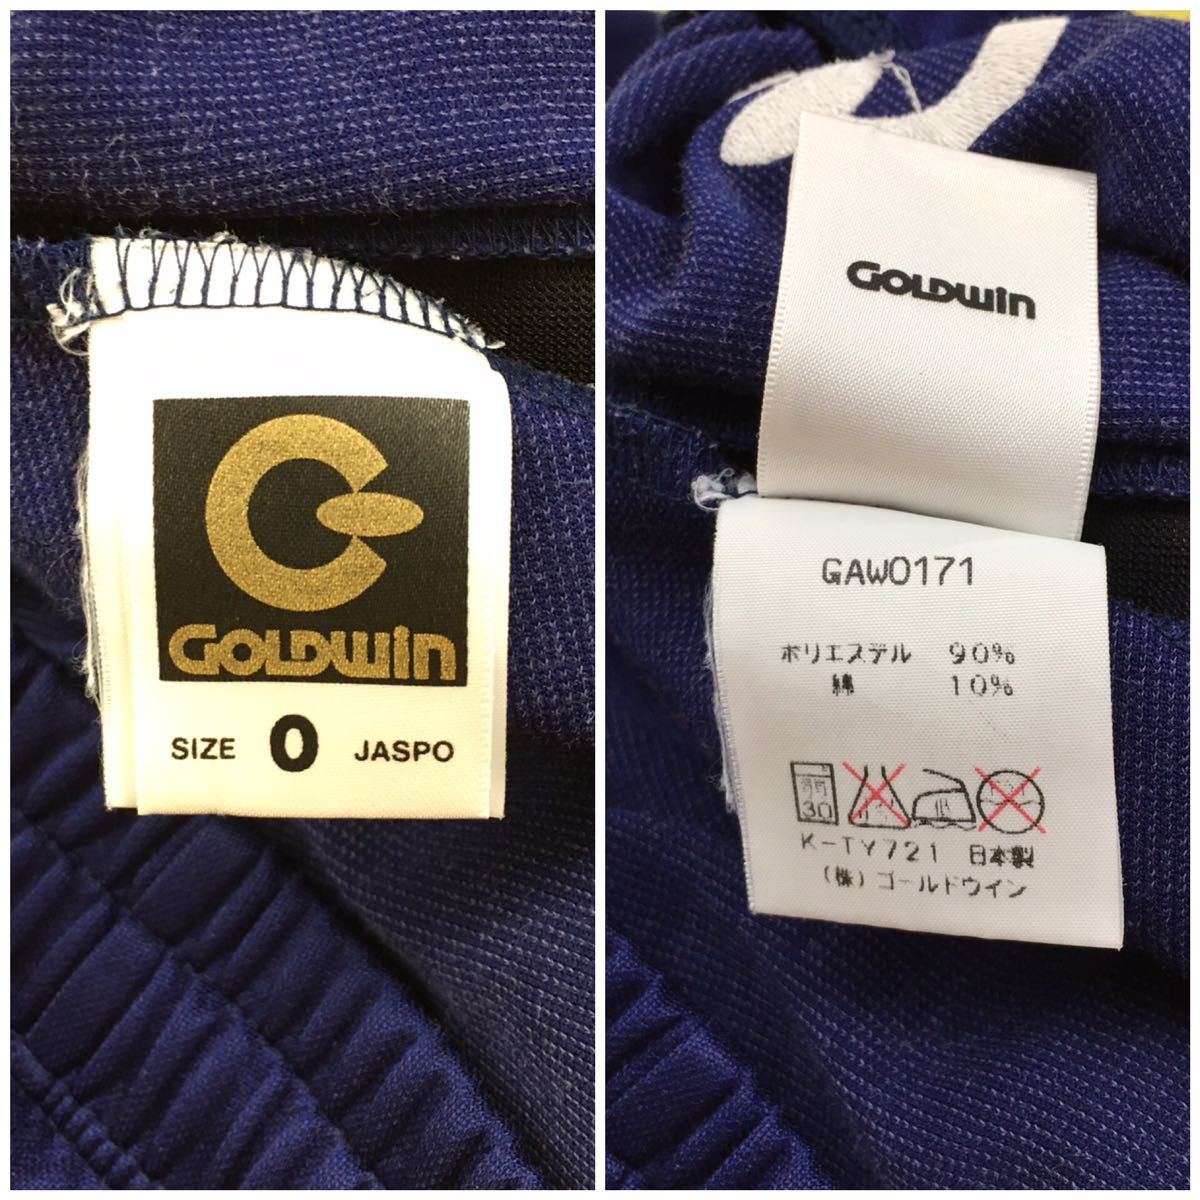 GOLDWIN
SIZE 0 JASPO
GOLDWIN
GAW0171
ポリエステル 90%
綿 10%
30
K-TY721 日本製
(株)ゴールドウイン